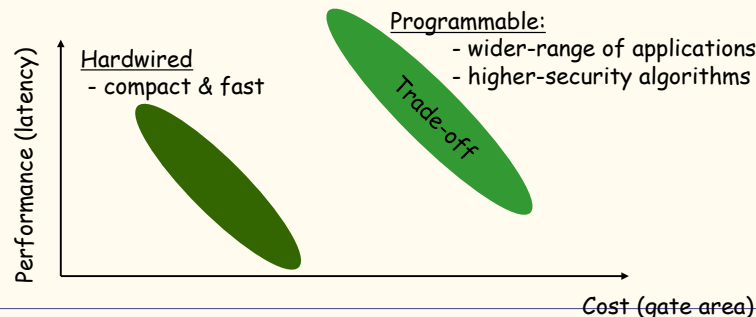 Programmable:
- wider-range of applications
- higher-security algorithms
Hardwired
- compact & fast
Trade-off
Performance (latency)
Cost (gate area)